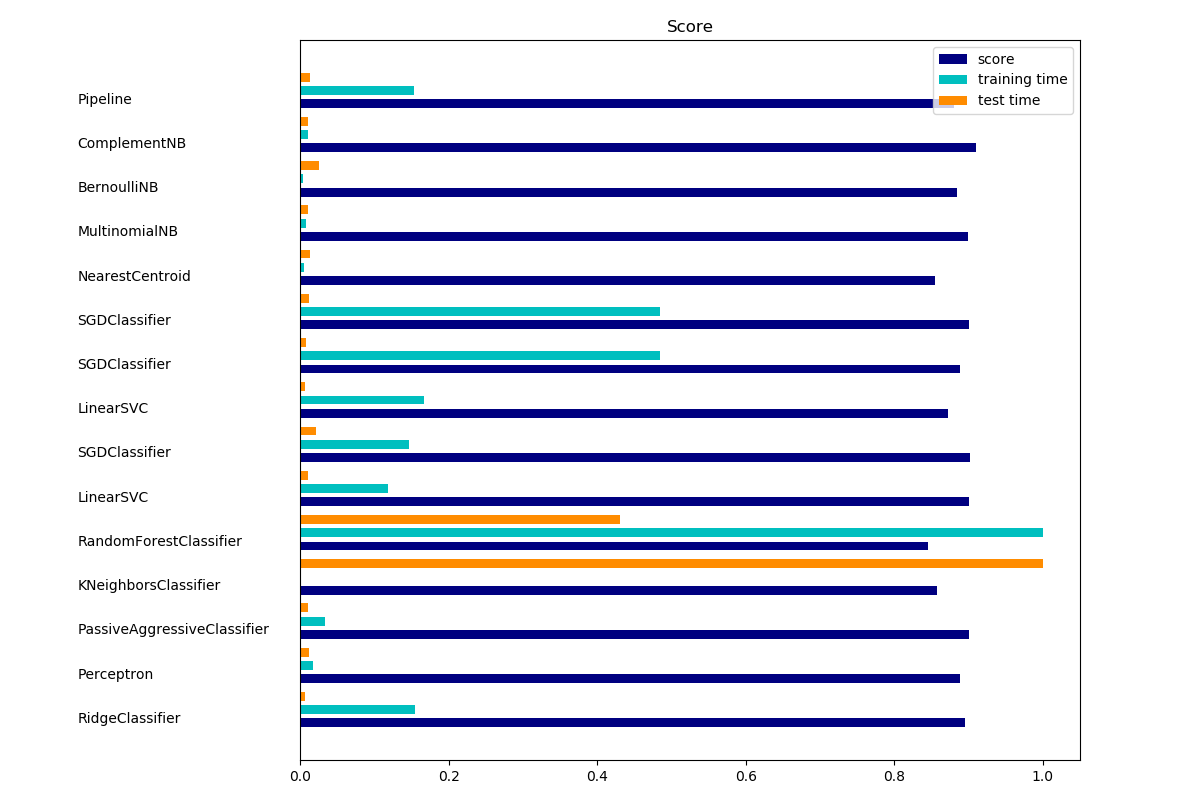 Score
score
training time
test time
Pipeline
ComplementNB
BernoulliNB
MultinomialNB
NearestCentroid
SGDClassifier
SGDClassifier
LinearSVC
SGDClassifier
LinearSVC
RandomForestClassifier
KNeighborsClassifier
PassiveAggressiveClassifier
Perceptron
RidgeClassifier
0.0 0.2 0.4 0.6 0.8 1.0